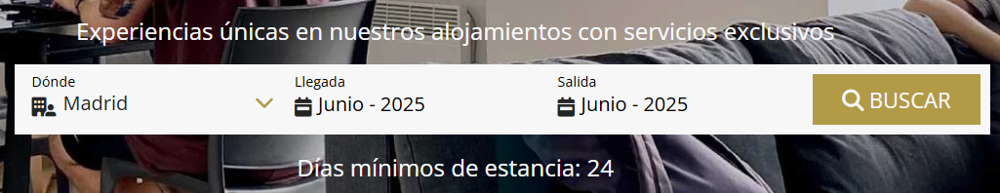 Experiencias únicas en nuestros alojamientos con servicios exclusivos
Dónde
Madrid
Llegada
Junio - 2025
Salida
Junio - 2025
BUSCAR
Días mínimos de estancia: 24